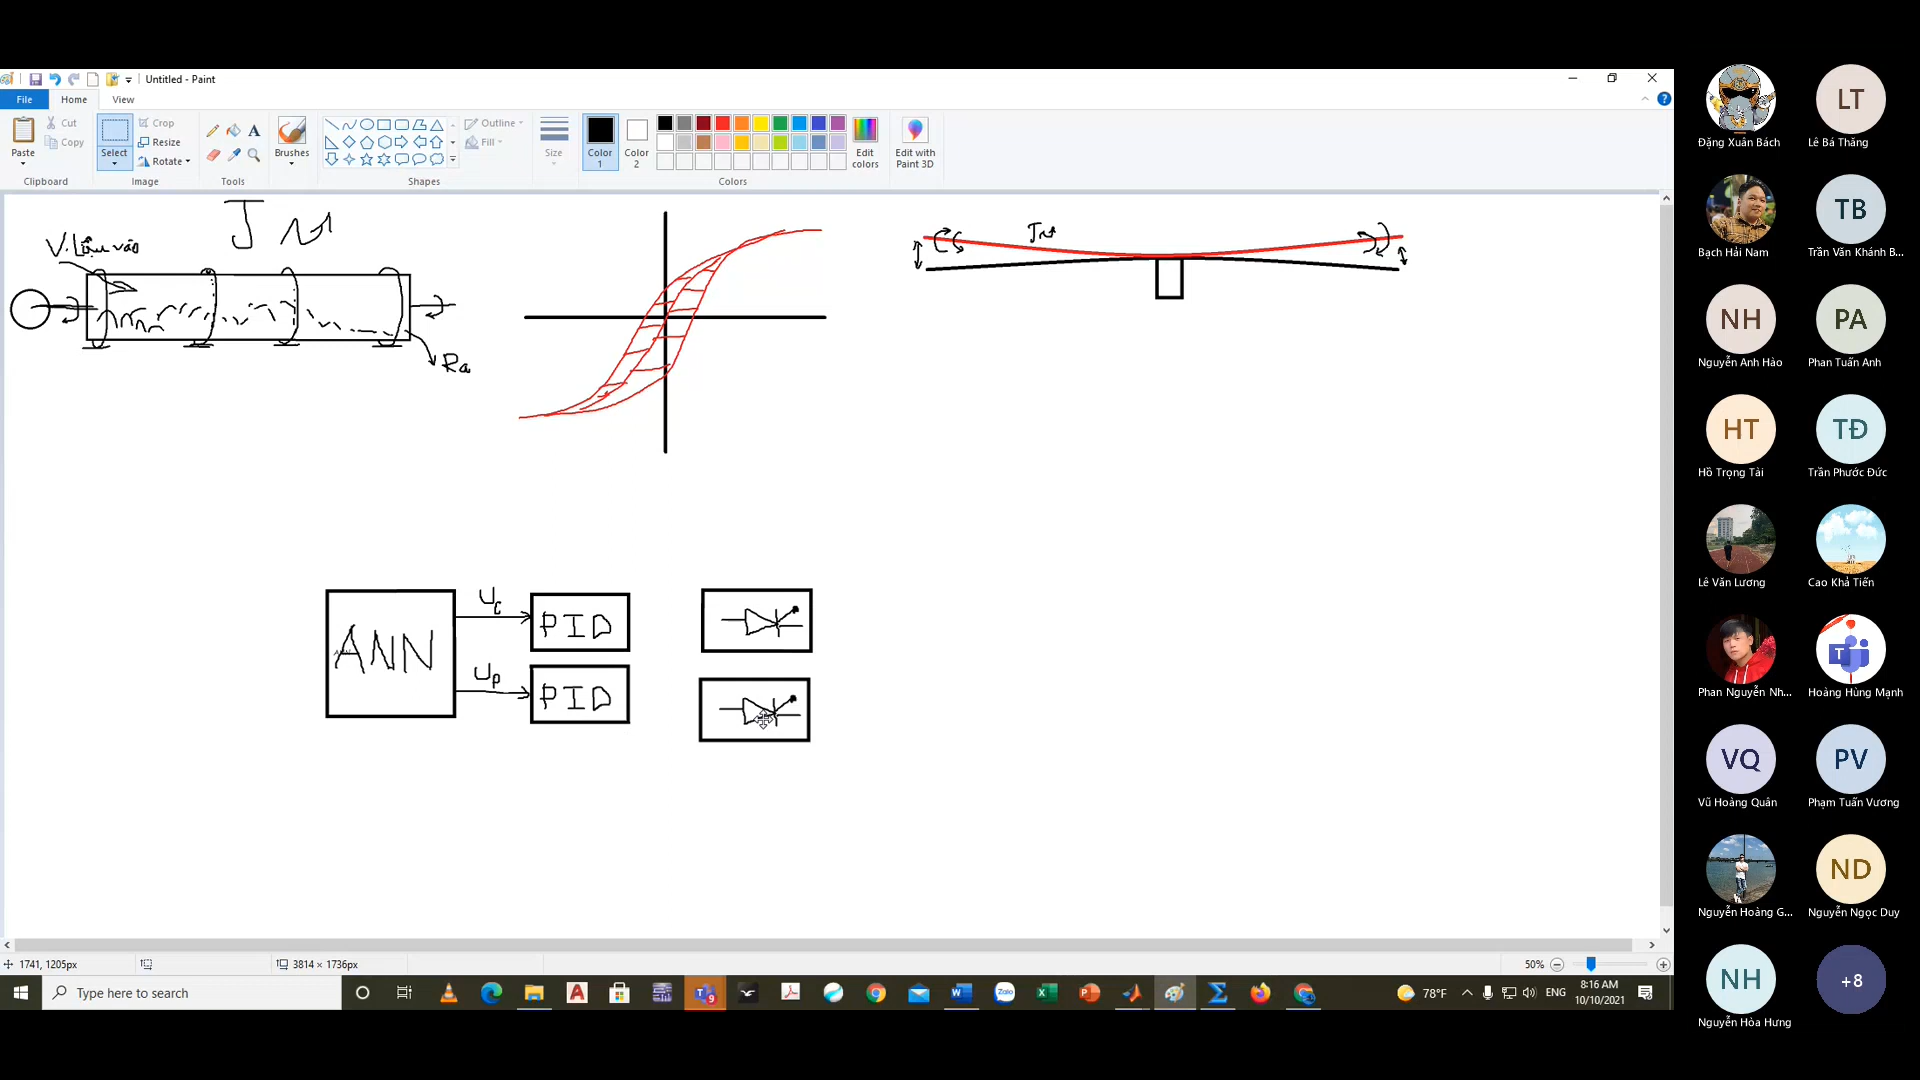 Untitled - Paint
File
Home
View
Paste
Cut
Copy
Clipboard
Select
Crop
Resize
Rotate
Image
Tools
Brushes
Shapes
Outline
Fill
Size
Color 1
Color 2
Colors
Edit colors
Edit with Paint 3D
V. Liệu vào
J
Ra
ANN
Uc
PID
Up
PID
1741, 1205px
3814 × 1736px
50%
Type here to search
9
Zalo
78°F
ENG
8:16 AM
10/10/2021
Đặng Xuân Bách
LT
Lê Bá Thăng
Bạch Hải Nam
TB
Trần Văn Khánh B...
NH
Nguyễn Anh Hào
PA
Phan Tuấn Anh
HT
Hồ Trọng Tài
TĐ
Trần Phước Đức
Lê Văn Lương
Cao Khả Tiến
Phan Nguyễn Nh...
Hoàng Hùng Mạnh
VQ
Vũ Hoàng Quân
PV
Phạm Tuấn Vương
Nguyễn Hoàng G...
ND
Nguyễn Ngọc Duy
NH
Nguyễn Hòa Hưng
+8